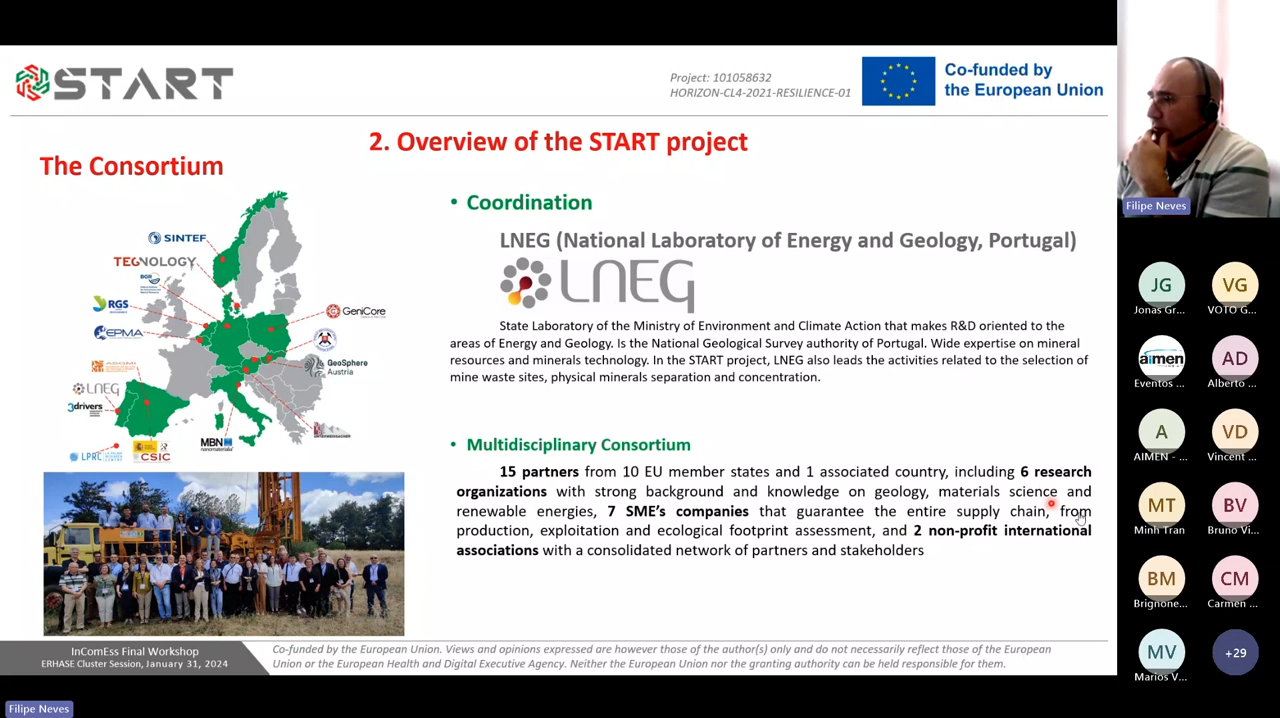 START
Project: 101058632
HORIZON-CL4-2021-RESILIENCE-01
Co-funded by
the European Union
2. Overview of the START project
The Consortium
SINTEF
TEGNOLOGY
BGR
RGS
EPMA
GeniCore
GeoSphere
Austria
LNEG
3drivers
LPRC
CSIC
MBN
nanomaterialia
• Coordination
LNEG (National Laboratory of Energy and Geology, Portugal)
LNEG
State Laboratory of the Ministry of Environment and Climate Action that makes R&D oriented to the
areas of Energy and Geology. Is the National Geological Survey authority of Portugal. Wide expertise on mineral
resources and minerals technology. In the START project, LNEG also leads the activities related to the selection of
mine waste sites, physical minerals separation and concentration.
• Multidisciplinary Consortium
15 partners from 10 EU member states and 1 associated country, including 6 research
organizations with strong background and knowledge on geology, materials science and
renewable energies, 7 SME's companies that guarantee the entire supply chain, from
production, exploitation and ecological footprint assessment, and 2 non-profit international
associations with a consolidated network of partners and stakeholders
InComEss Final Workshop
ERHASE Cluster Session, January 31, 2024
Co-funded by the European Union. Views and opinions expressed are however those of the author(s) only and do not necessarily reflect those of the European
Union or the European Health and Digital Executive Agency. Neither the European Union nor the granting authority can be held responsible for them.
Filipe Neves
Filipe Neves
JG
Jonas Gr...
VG
VOTO G...
aimen
Eventos ...
AD
Alberto ...
A
AIMEN - ...
VD
Vincent ...
MT
Minh Tran
BV
Bruno Vi...
BM
Brignone...
CM
Carmen ...
MV
Marios V...
+29